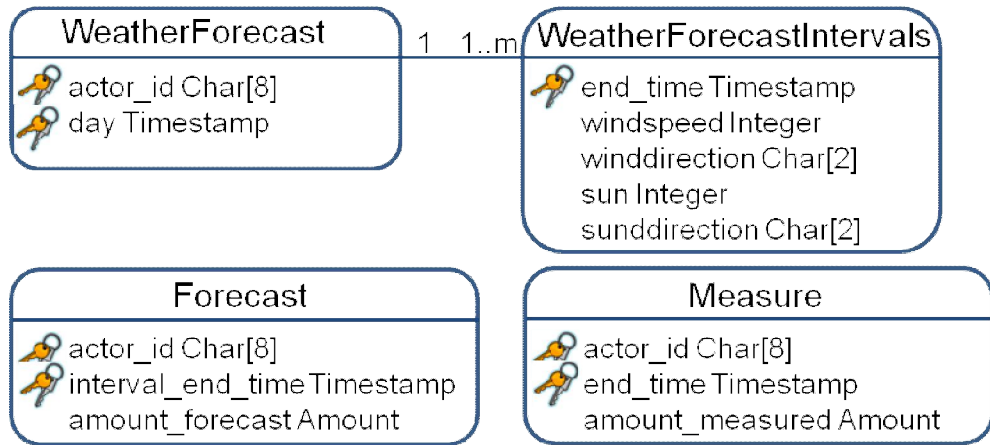 WeatherForecast
actor_id Char[8]
day Timestamp
1 1..m
WeatherForecastIntervals
end_time Timestamp
windspeed Integer
winddirection Char[2]
sun Integer
sunddirection Char[2]
Forecast
actor_id Char[8]
interval_end_time Timestamp
amount_forecast Amount
Measure
actor_id Char[8]
end_time Timestamp
amount_measured Amount